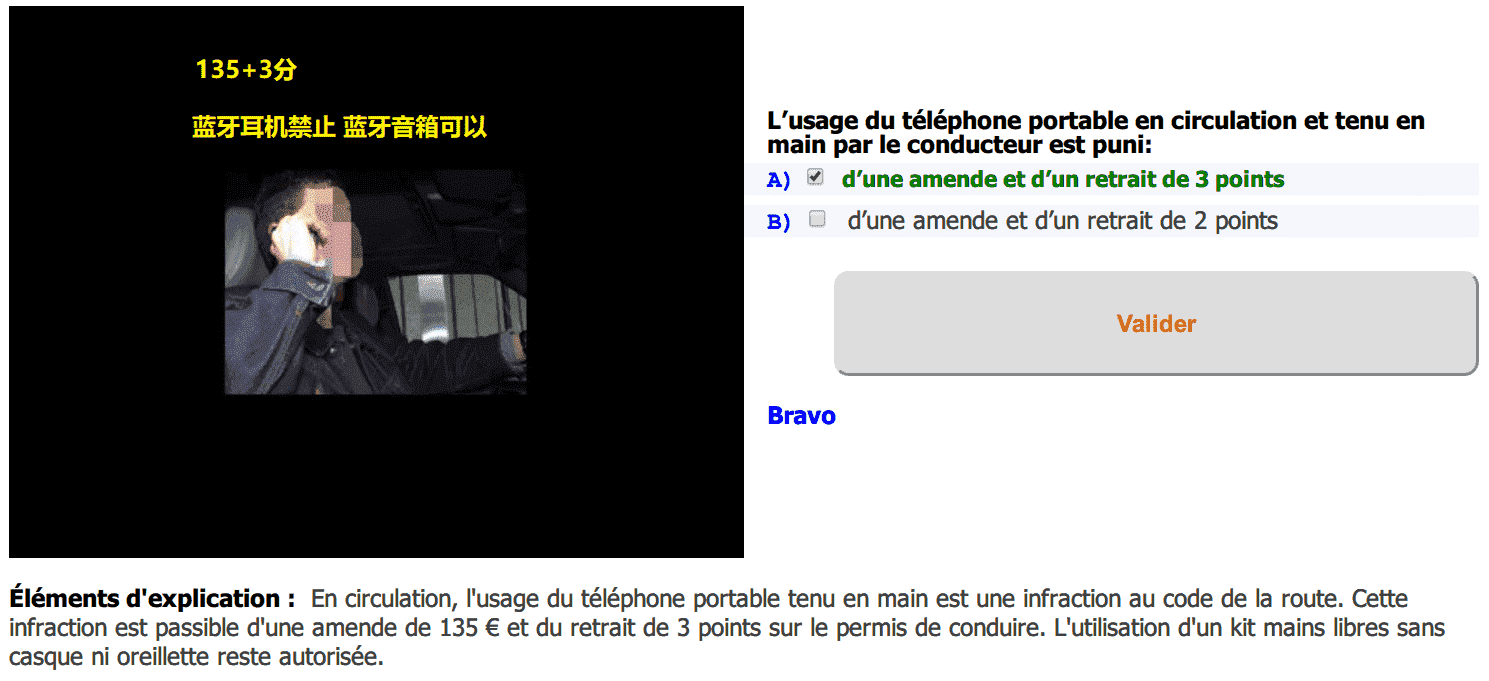 135+3分
蓝牙耳机禁止 蓝牙音箱可以
L’usage du téléphone portable en circulation et tenu en
main par le conducteur est puni:
A) d’une amende et d’un retrait de 3 points
B) d’une amende et d’un retrait de 2 points
Valider
Bravo
Éléments d'explication : En circulation, l'usage du téléphone portable tenu en main est une infraction au code de la route. Cette
infraction est passible d'une amende de 135 € et du retrait de 3 points sur le permis de conduire. L'utilisation d'un kit mains libres sans
casque ni oreillette reste autorisée.